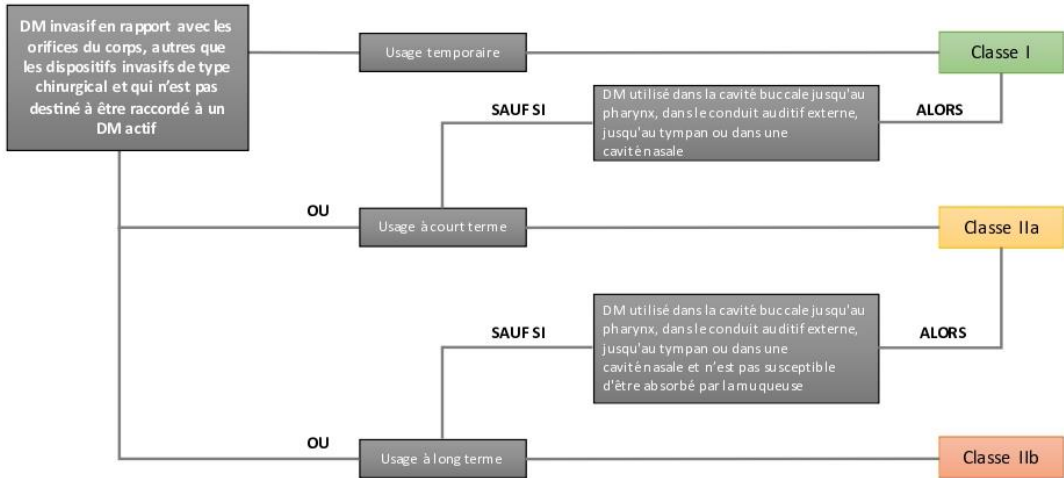 DM invasif en rapport avec les
orifices du corps, autres que
les dispositifs invasifs de type
chirurgical et qui n'est pas
destiné à être raccordé à un
DM actif
Usage temporaire
Classe I
SAUF SI
DM utilisé dans la cavité buccale jusqu'au
pharynx, dans le conduit auditif externe,
jusqu'au tympan ou dans une
cavité nasale
ALORS
OU
Usage à court terme
Classe IIa
SAUF SI
DM utilisé dans la cavité buccale jusqu'au
pharynx, dans le conduit auditif externe,
jusqu'au tympan ou dans une
cavité nasale et n'est pas susceptible
d'être absorbé par la muqueuse
ALORS
OU
Usage à long terme
Classe IIb